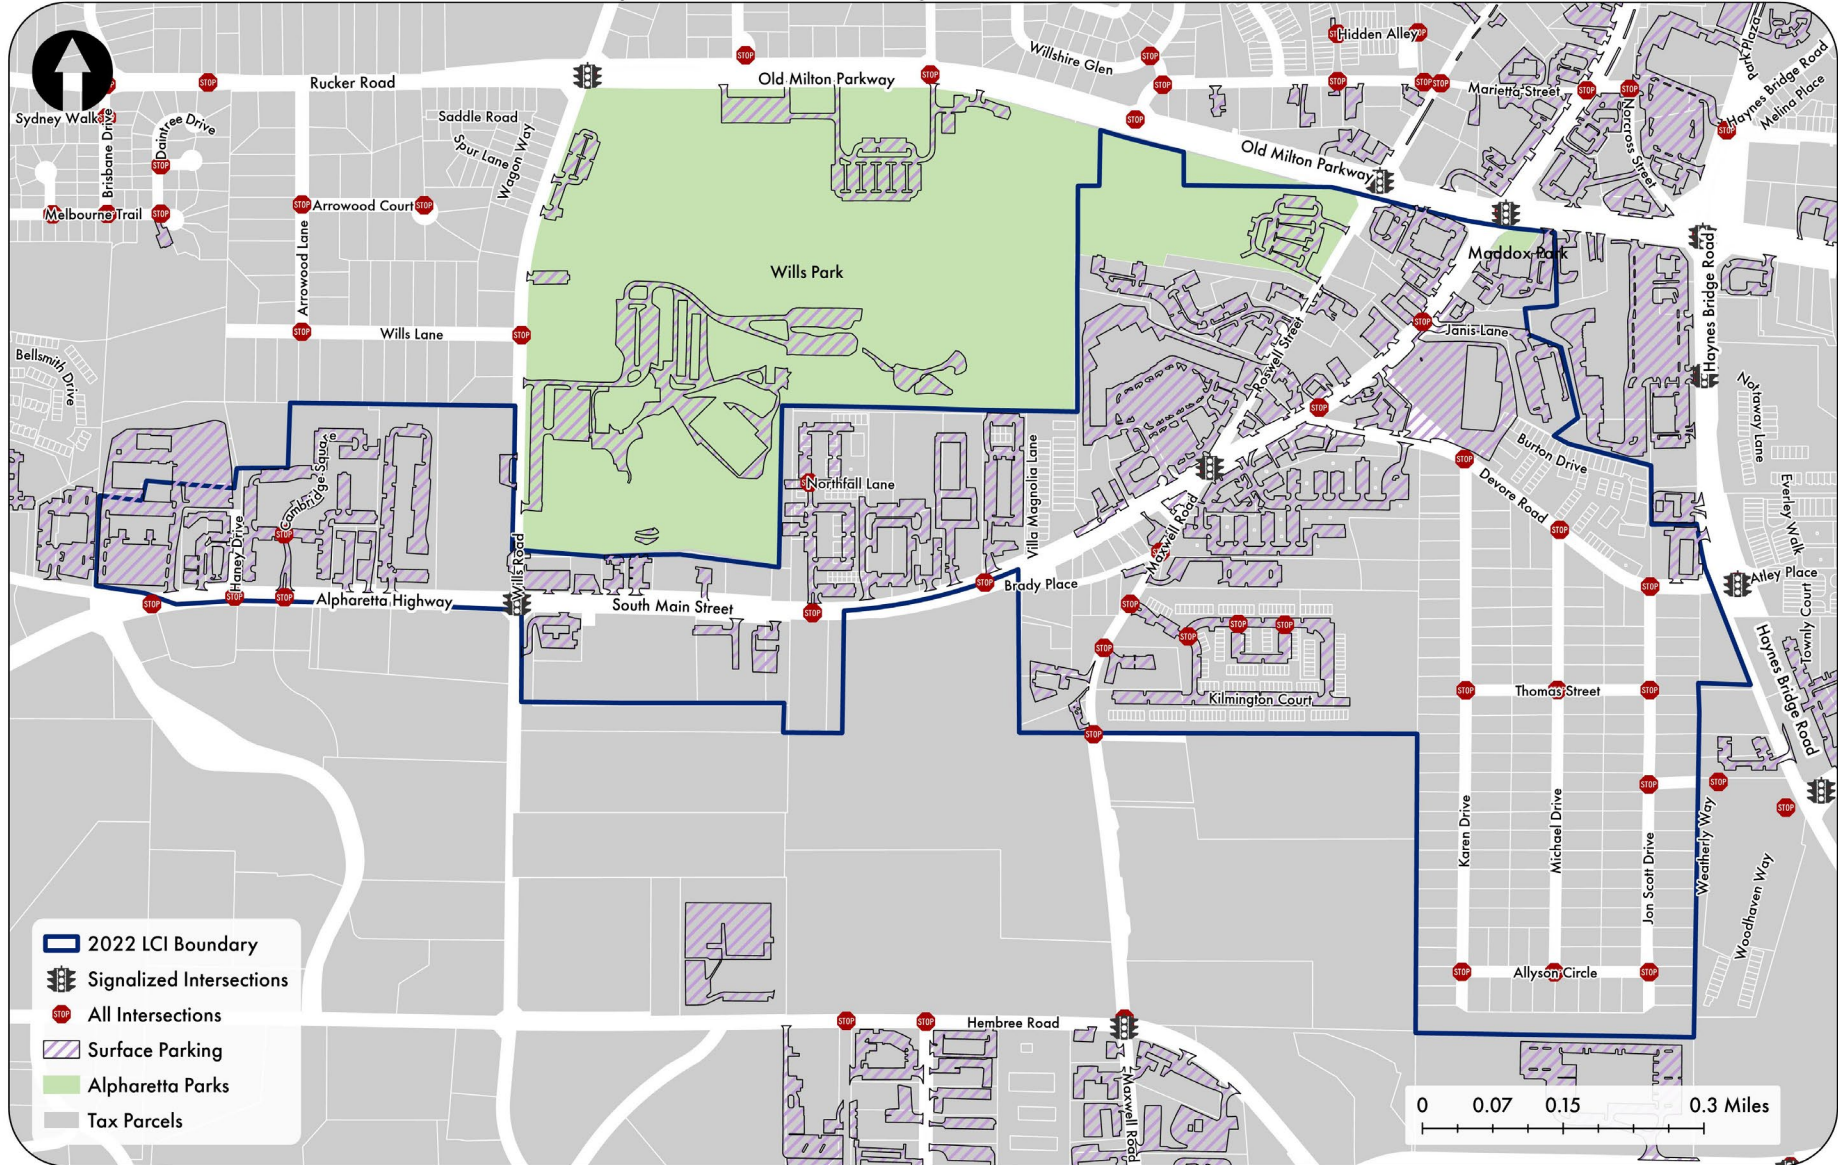 Hidden Alley
Willshire Glen
Park Plaza
Haynes Bridge Road
Melina Place
Rucker Road
Old Milton Parkway
Marietta Street
Norcross Street
Sydney Walk
Brisbane Drive
Daintree Drive
Saddle Road
Spur Lane
Wagon Way
Old Milton Parkway
Melbourne Trail
Arrowood Court
Arrowood Lane
Maddox Park
Haynes Bridge Road
Wills Park
Wills Lane
Janis Lane
Roswell Street
Bellsmith Drive
Notaway Lane
Burton Drive
Cambridge Square
Northfall Lane
Villa Magnolia Lane
Devore Road
Everley Walk
Maxwell Road
Haney Drive
Wills Road
Brady Place
Atley Place
Alpharetta Highway
South Main Street
Townly Court
Haynes Bridge Road
Kilmington Court
Thomas Street
Karen Drive
Michael Drive
Jon Scott Drive
Weatherly Way
Woodhaven Way
Allyson Circle
Hembree Road
Maxwell Road
2022 LCI Boundary
Signalized Intersections
STOP All Intersections
Surface Parking
Alpharetta Parks
Tax Parcels
0 0.07 0.15 0.3 Miles